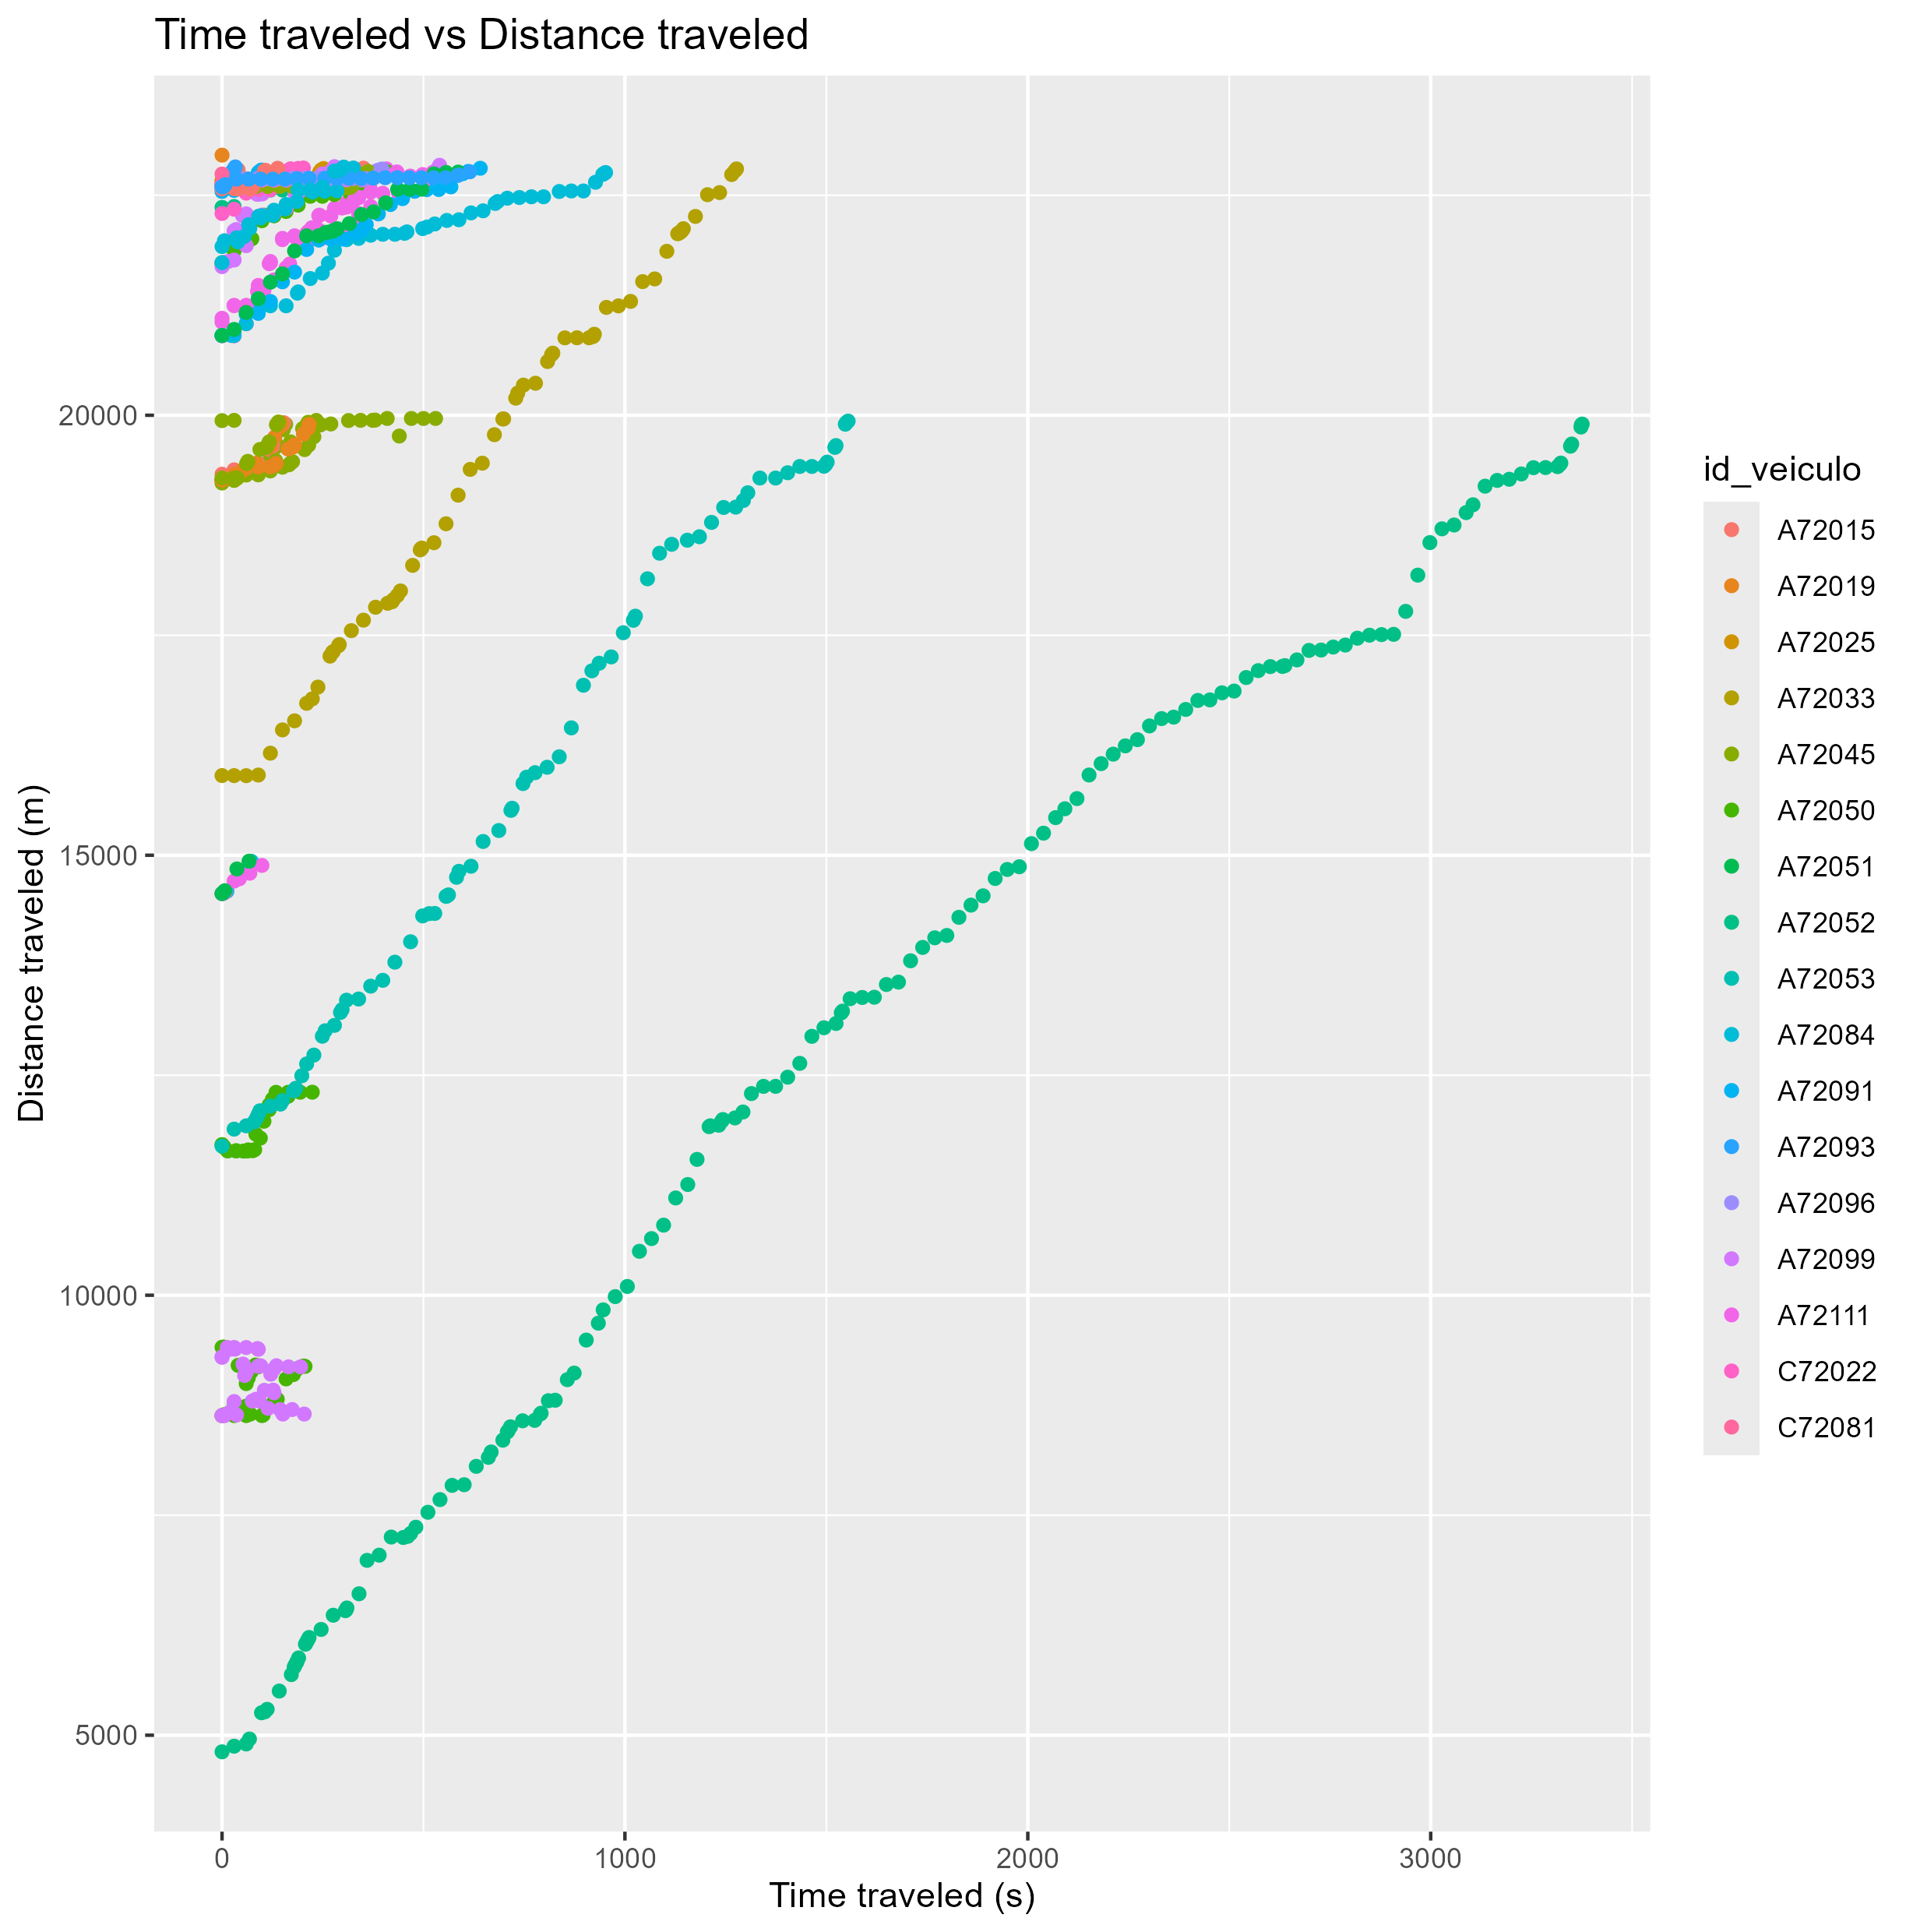 Time traveled vs Distance traveled
Distance traveled (m)
20000
15000
10000
5000
0
1000
2000
3000
Time traveled (s)
id_veiculo
A72015
A72019
A72025
A72033
A72045
A72050
A72051
A72052
A72053
A72084
A72091
A72093
A72096
A72099
A72111
C72022
C72081